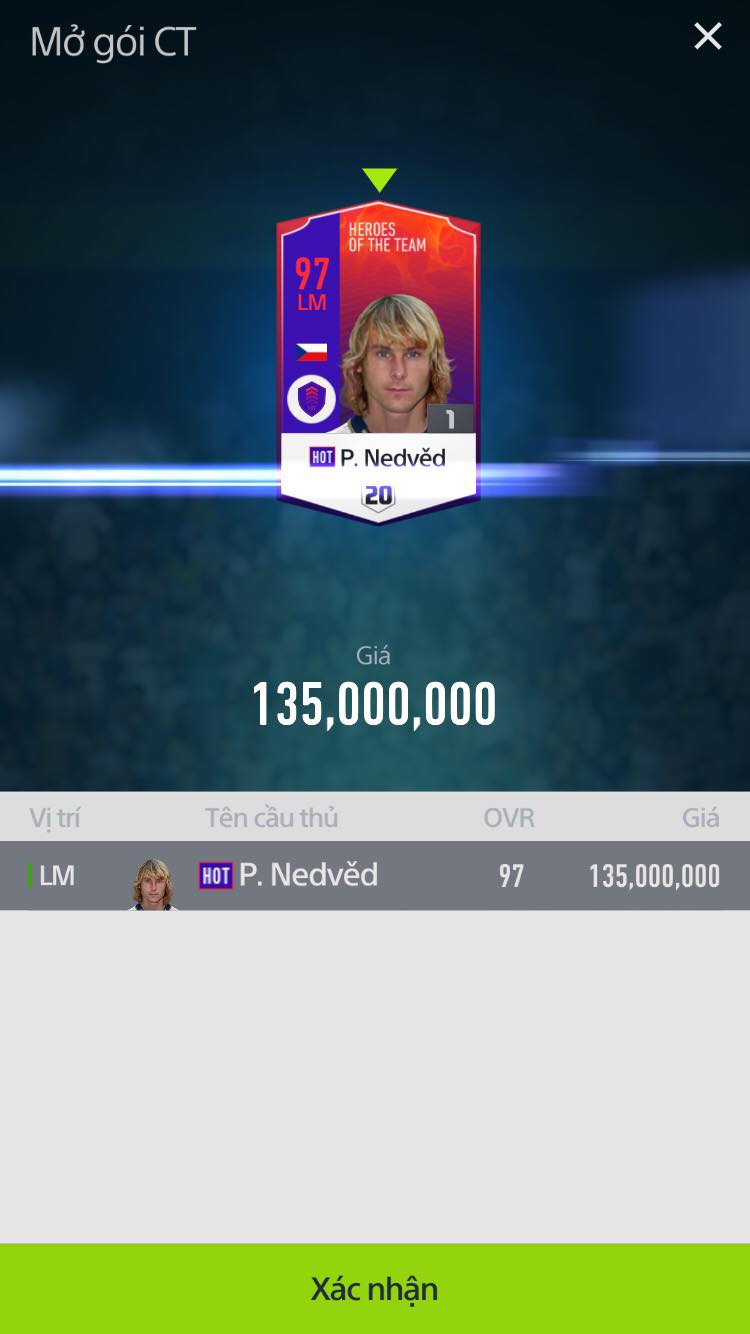 Mở gói CT
HEROES
OF THE TEAM
97
LM
1
HOT P. Nedvěd
20
Giá
135,000,000
Vị trí Tên cầu thủ OVR Giá
LM HOT P. Nedvěd 97 135,000,000
Xác nhận